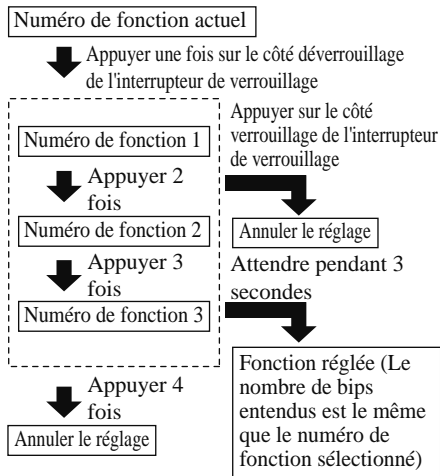 Numéro de fonction actuel
Appuyer une fois sur le côté déverrouillage
de l'interrupteur de verrouillage
Appuyer sur le côté
verrouillage de l'interrupteur
de verrouillage
Numéro de fonction 1
Appuyer 2
fois
Numéro de fonction 2
Annuler le réglage
Appuyer 3
fois
Attendre pendant 3
secondes
Numéro de fonction 3
Fonction réglée (Le
nombre de bips
entendus est le même
que le numéro de
fonction sélectionné)
Appuyer 4
fois
Annuler le réglage